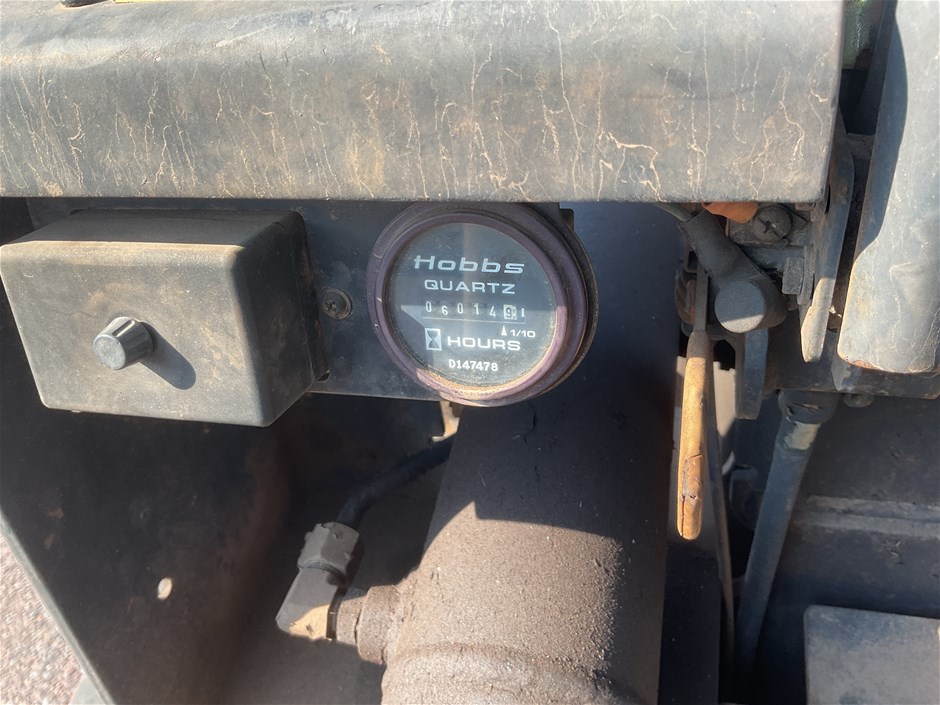 Hobbs
QUARTZ
060149
1/10
HOURS
D147478